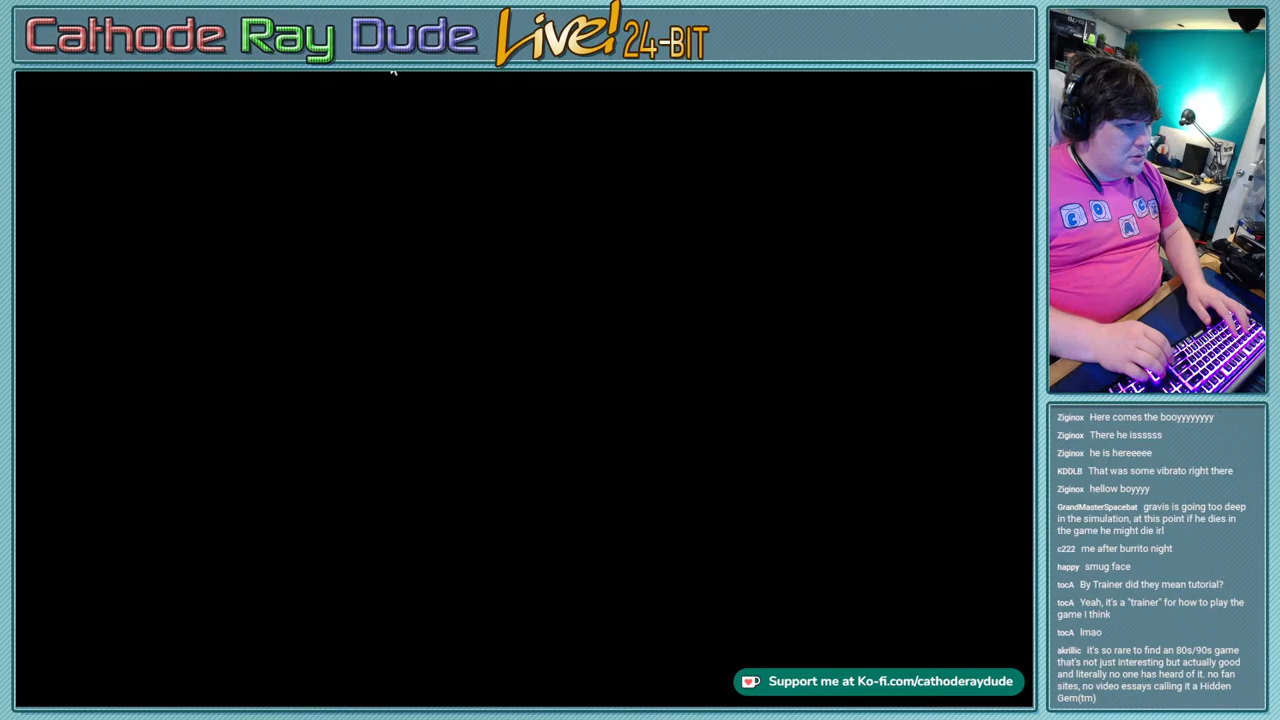 Cathode Ray Dude Live! 24-BIT
Ziginox Here comes the booyyyyyyyy
Ziginox There he issssss
Ziginox he is hereeeee
KDDLB That was some vibrato right there
Ziginox hellow boyyyy
GrandMasterSpacebat gravis is going too deep
in the simulation, at this point if he dies in
the game he might die irl
c222 me after burrito night
happy smug face
tocA By Trainer did they mean tutorial?
tocA Yeah, it's a "trainer" for how to play the
game I think
tocA lmao
akrillic it's so rare to find an 80s/90s game
that's not just interesting but actually good
and literally no one has heard of it. no fan
sites, no video essays calling it a Hidden
Gem(tm)
Support me at Ko-fi.com/cathoderaydude